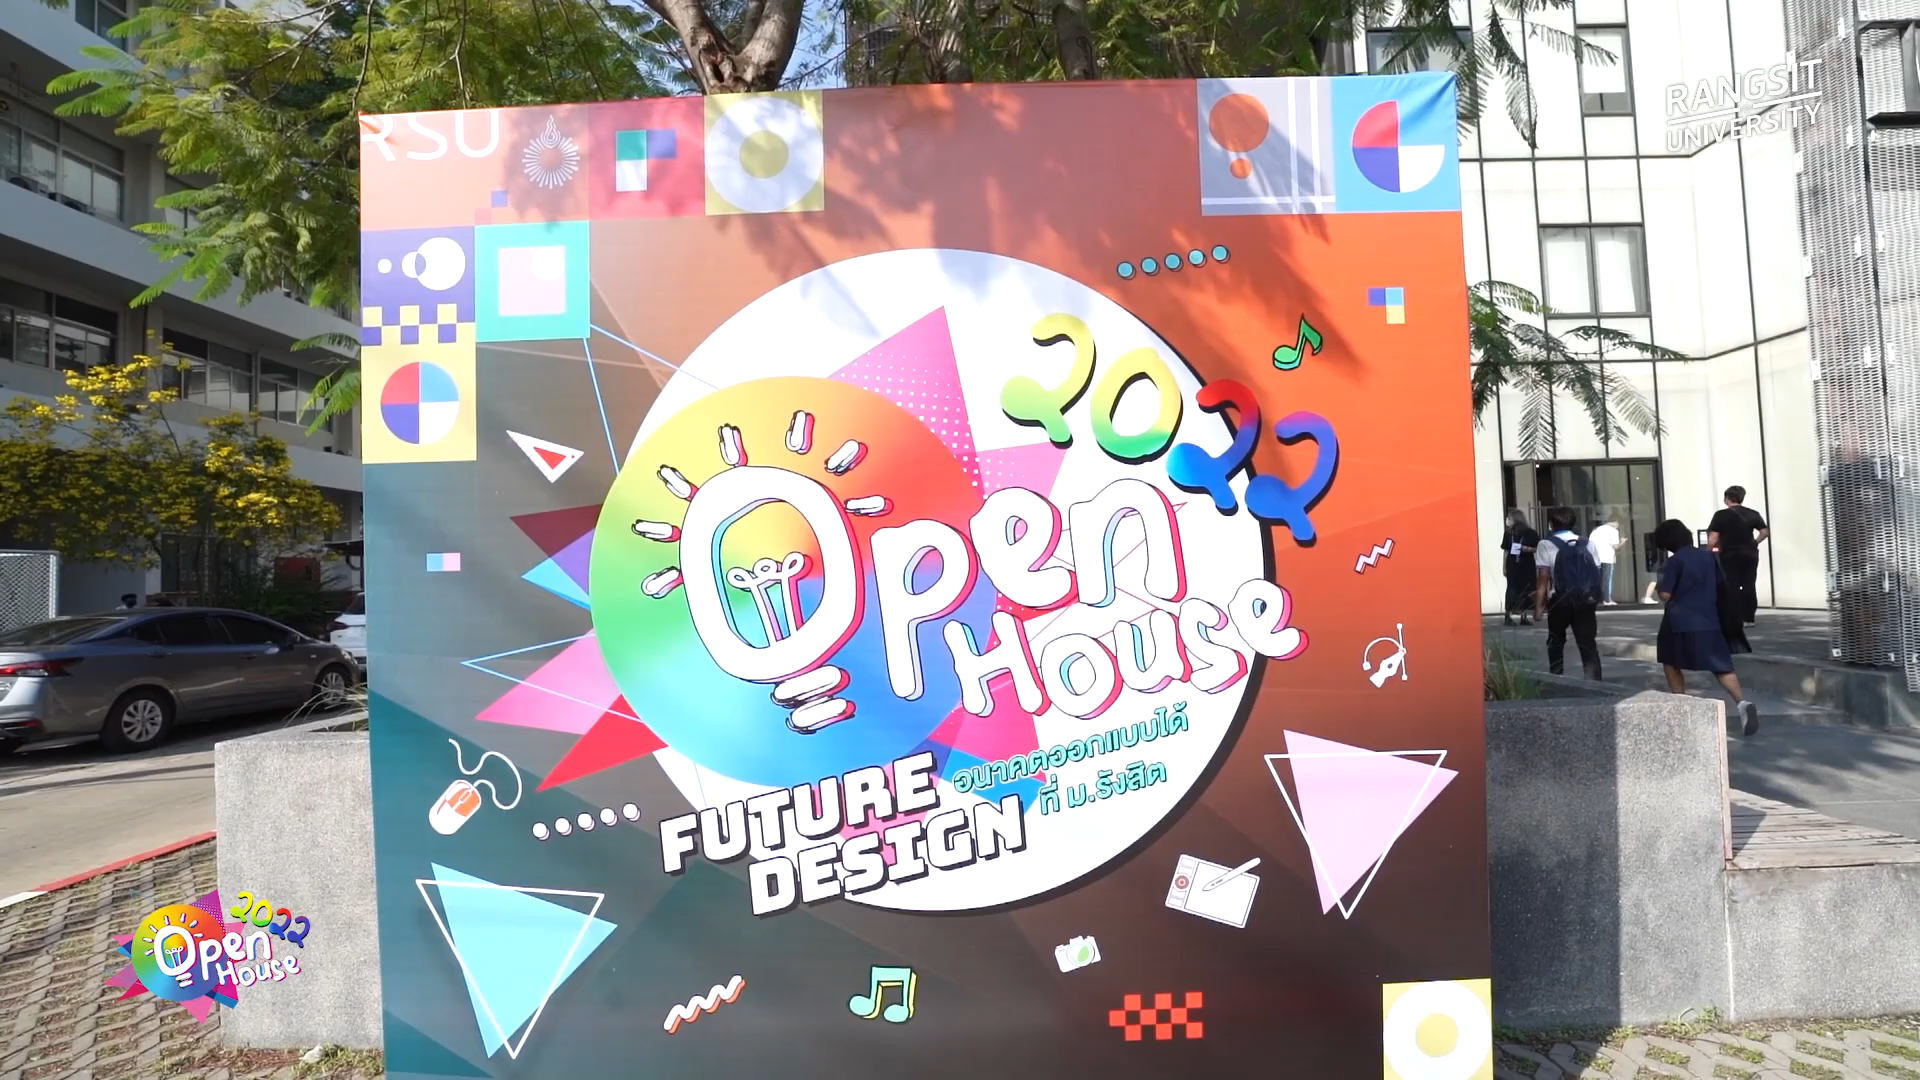 RSU
RANGSIT
UNIVERSITY
2022
Open
House
FUTURE
DESIGN
อนาคตออกแบบได้
ที่ ม.รังสิต
2022
Open
House